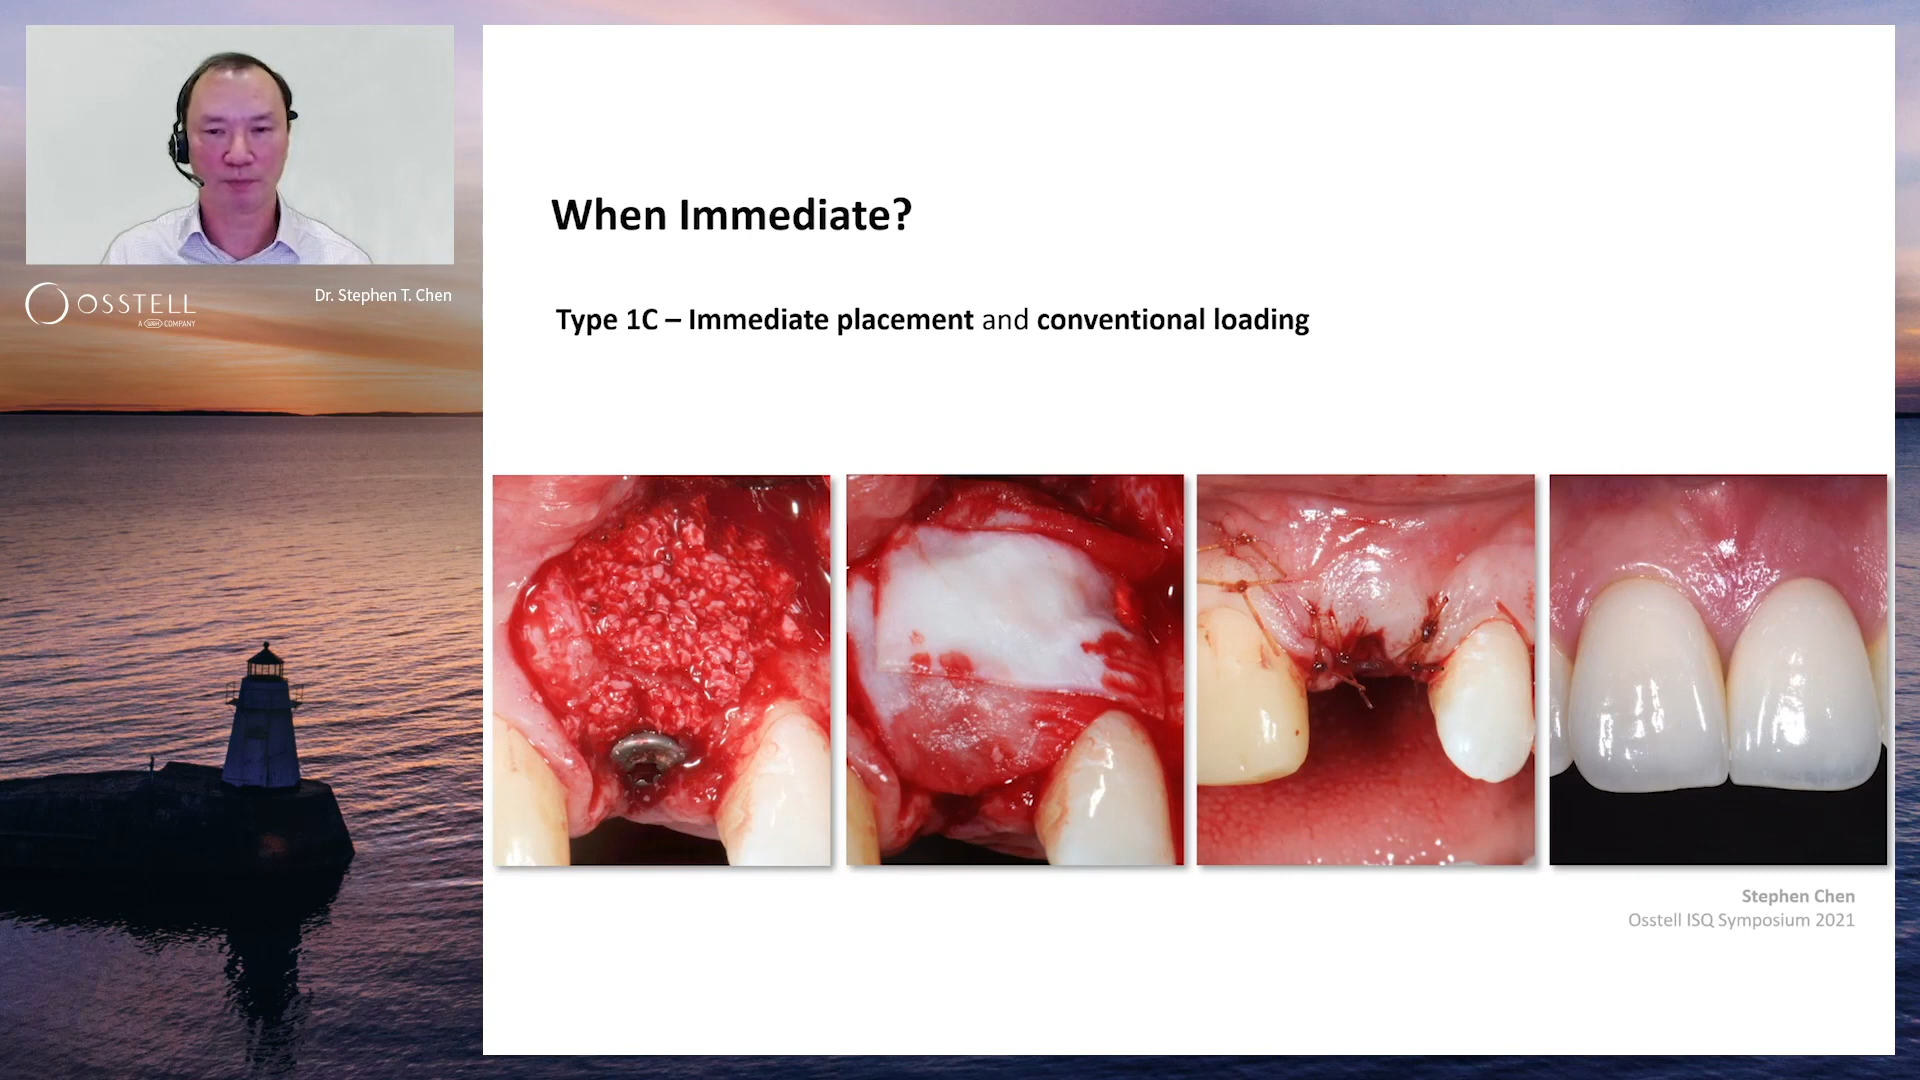 OSSTELL
A W&H COMPANY
Dr. Stephen T. Chen
When Immediate?
Type 1C – Immediate placement and conventional loading
Stephen Chen
Osstell ISQ Symposium 2021